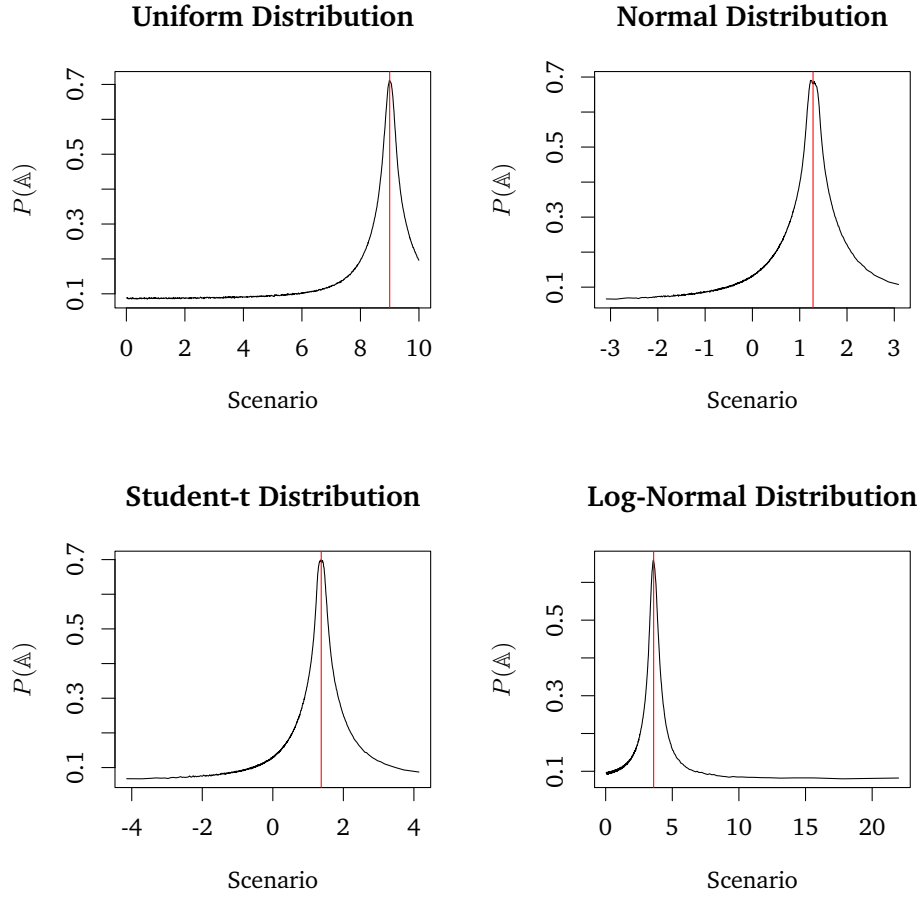 Uniform Distribution
P(𝔸)
0.1 0.3 0.5 0.7
0 2 4 6 8 10
Scenario
Normal Distribution
P(𝔸)
0.1 0.3 0.5 0.7
-3 -2 -1 0 1 2 3
Scenario
Student-t Distribution
P(𝔸)
0.1 0.3 0.5 0.7
-4 -2 0 2 4
Scenario
Log-Normal Distribution
P(𝔸)
0.1 0.3 0.5
0 5 10 15 20
Scenario